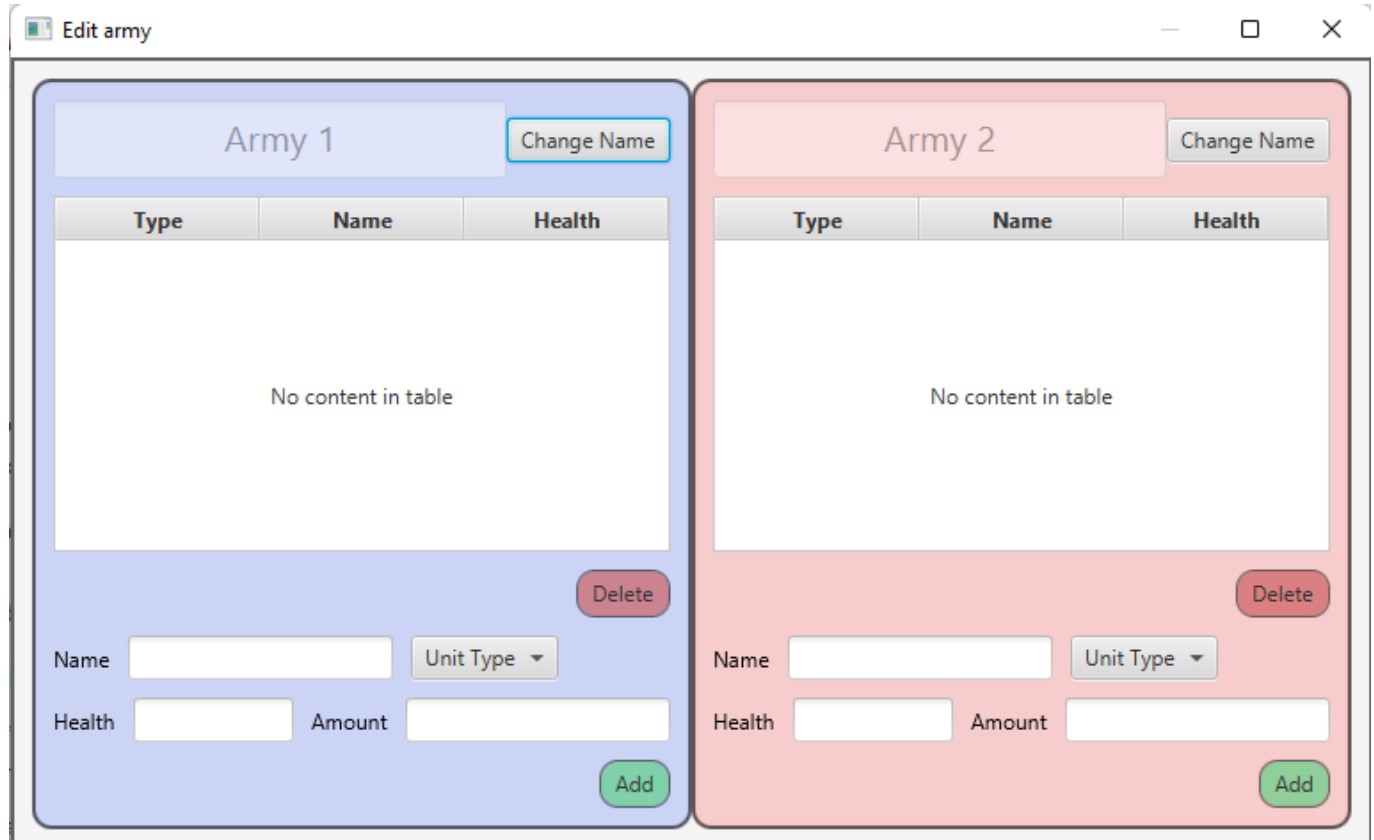 Edit army
Army 1
Change Name
Type Name Health
No content in table
Delete
Name Unit Type
Health Amount
Add
Army 2
Change Name
Type Name Health
No content in table
Delete
Name Unit Type
Health Amount
Add